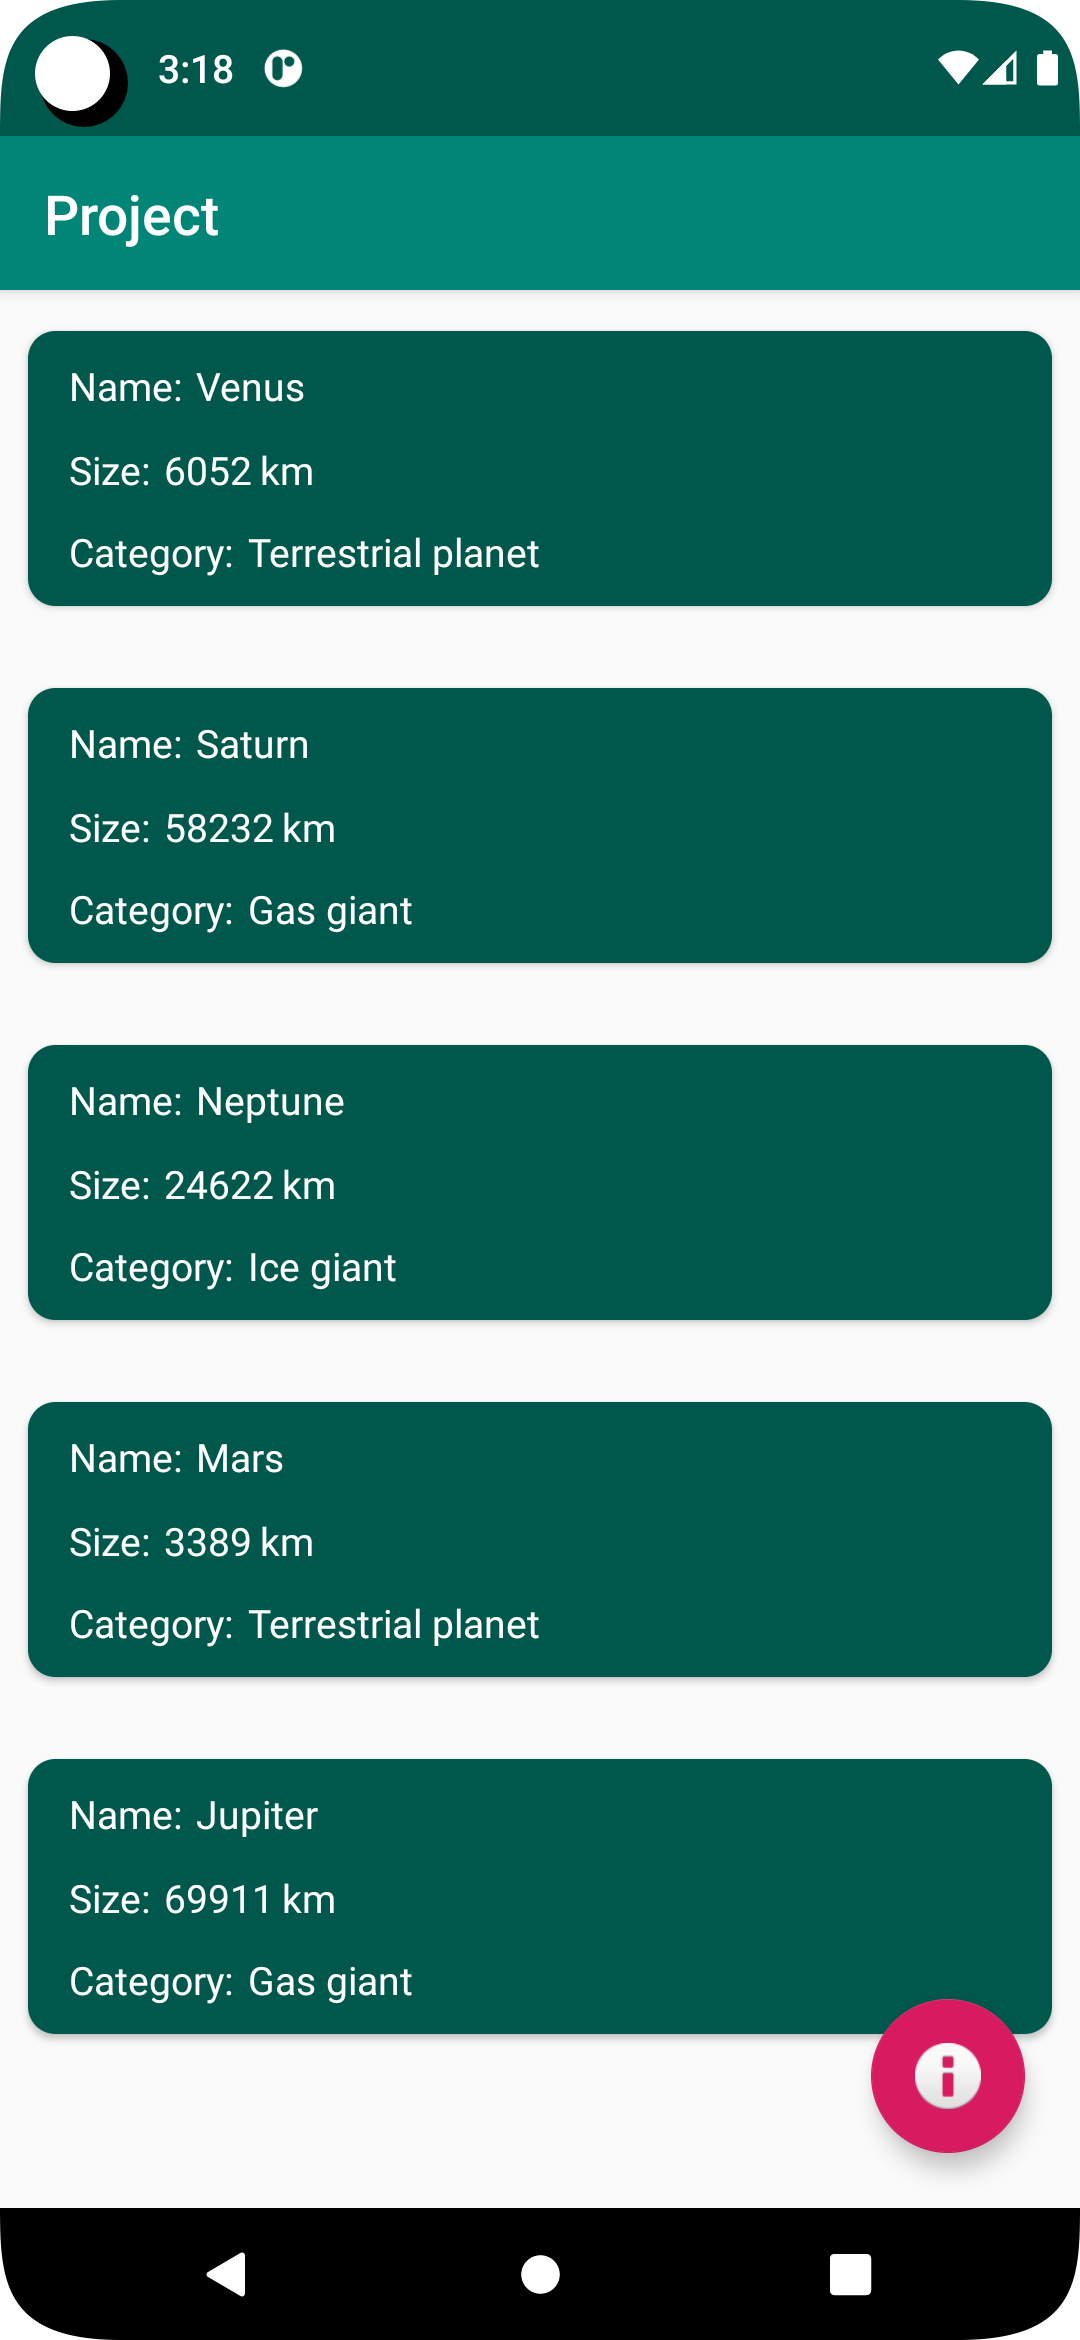 3:18
Project
Name: Venus
Size: 6052 km
Category: Terrestrial planet
Name: Saturn
Size: 58232 km
Category: Gas giant
Name: Neptune
Size: 24622 km
Category: Ice giant
Name: Mars
Size: 3389 km
Category: Terrestrial planet
Name: Jupiter
Size: 69911 km
Category: Gas giant